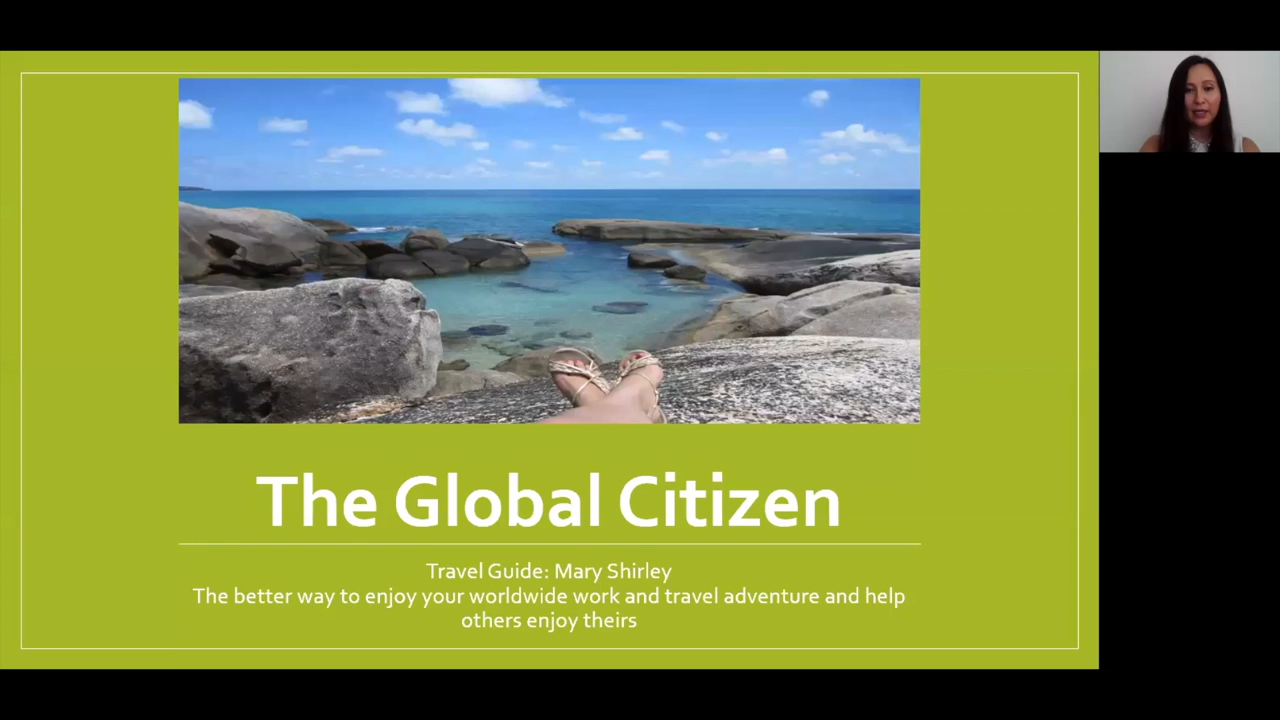 The Global Citizen
Travel Guide: Mary Shirley
The better way to enjoy your worldwide work and travel adventure and help
others enjoy theirs